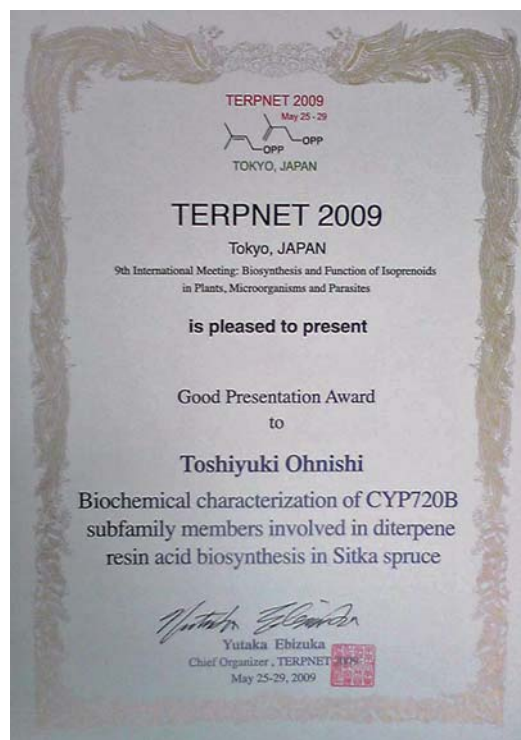 TERPNET 2009
May 25 - 29
OPP
OPP
TOKYO, JAPAN
TERPNET 2009
Tokyo, JAPAN
9th International Meeting: Biosynthesis and Function of Isoprenoids
in Plants, Microorganisms and Parasites
is pleased to present
Good Presentation Award
to
Toshiyuki Ohnishi
Biochemical characterization of CYP720B
subfamily members involved in diterpene
resin acid biosynthesis in Sitka spruce
Yutaka Ebizuka
Yutaka Ebizuka
Chief Organizer , TERPNET 2009
May 25-29, 2009